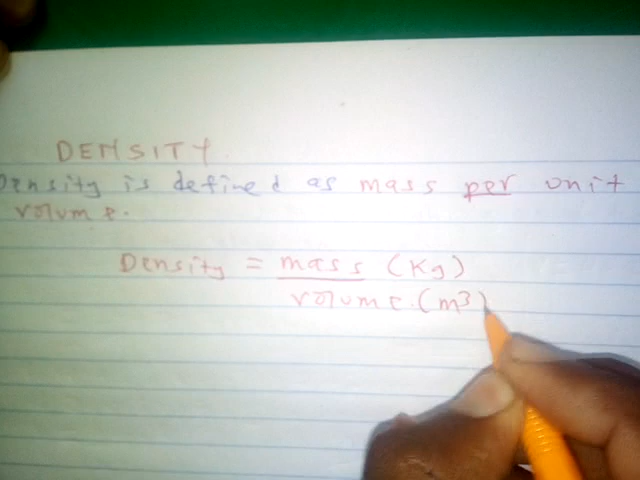 DENSITY
Density is defined as mass per unit
volume.
Density = mass (Kg)
volume. (m³)